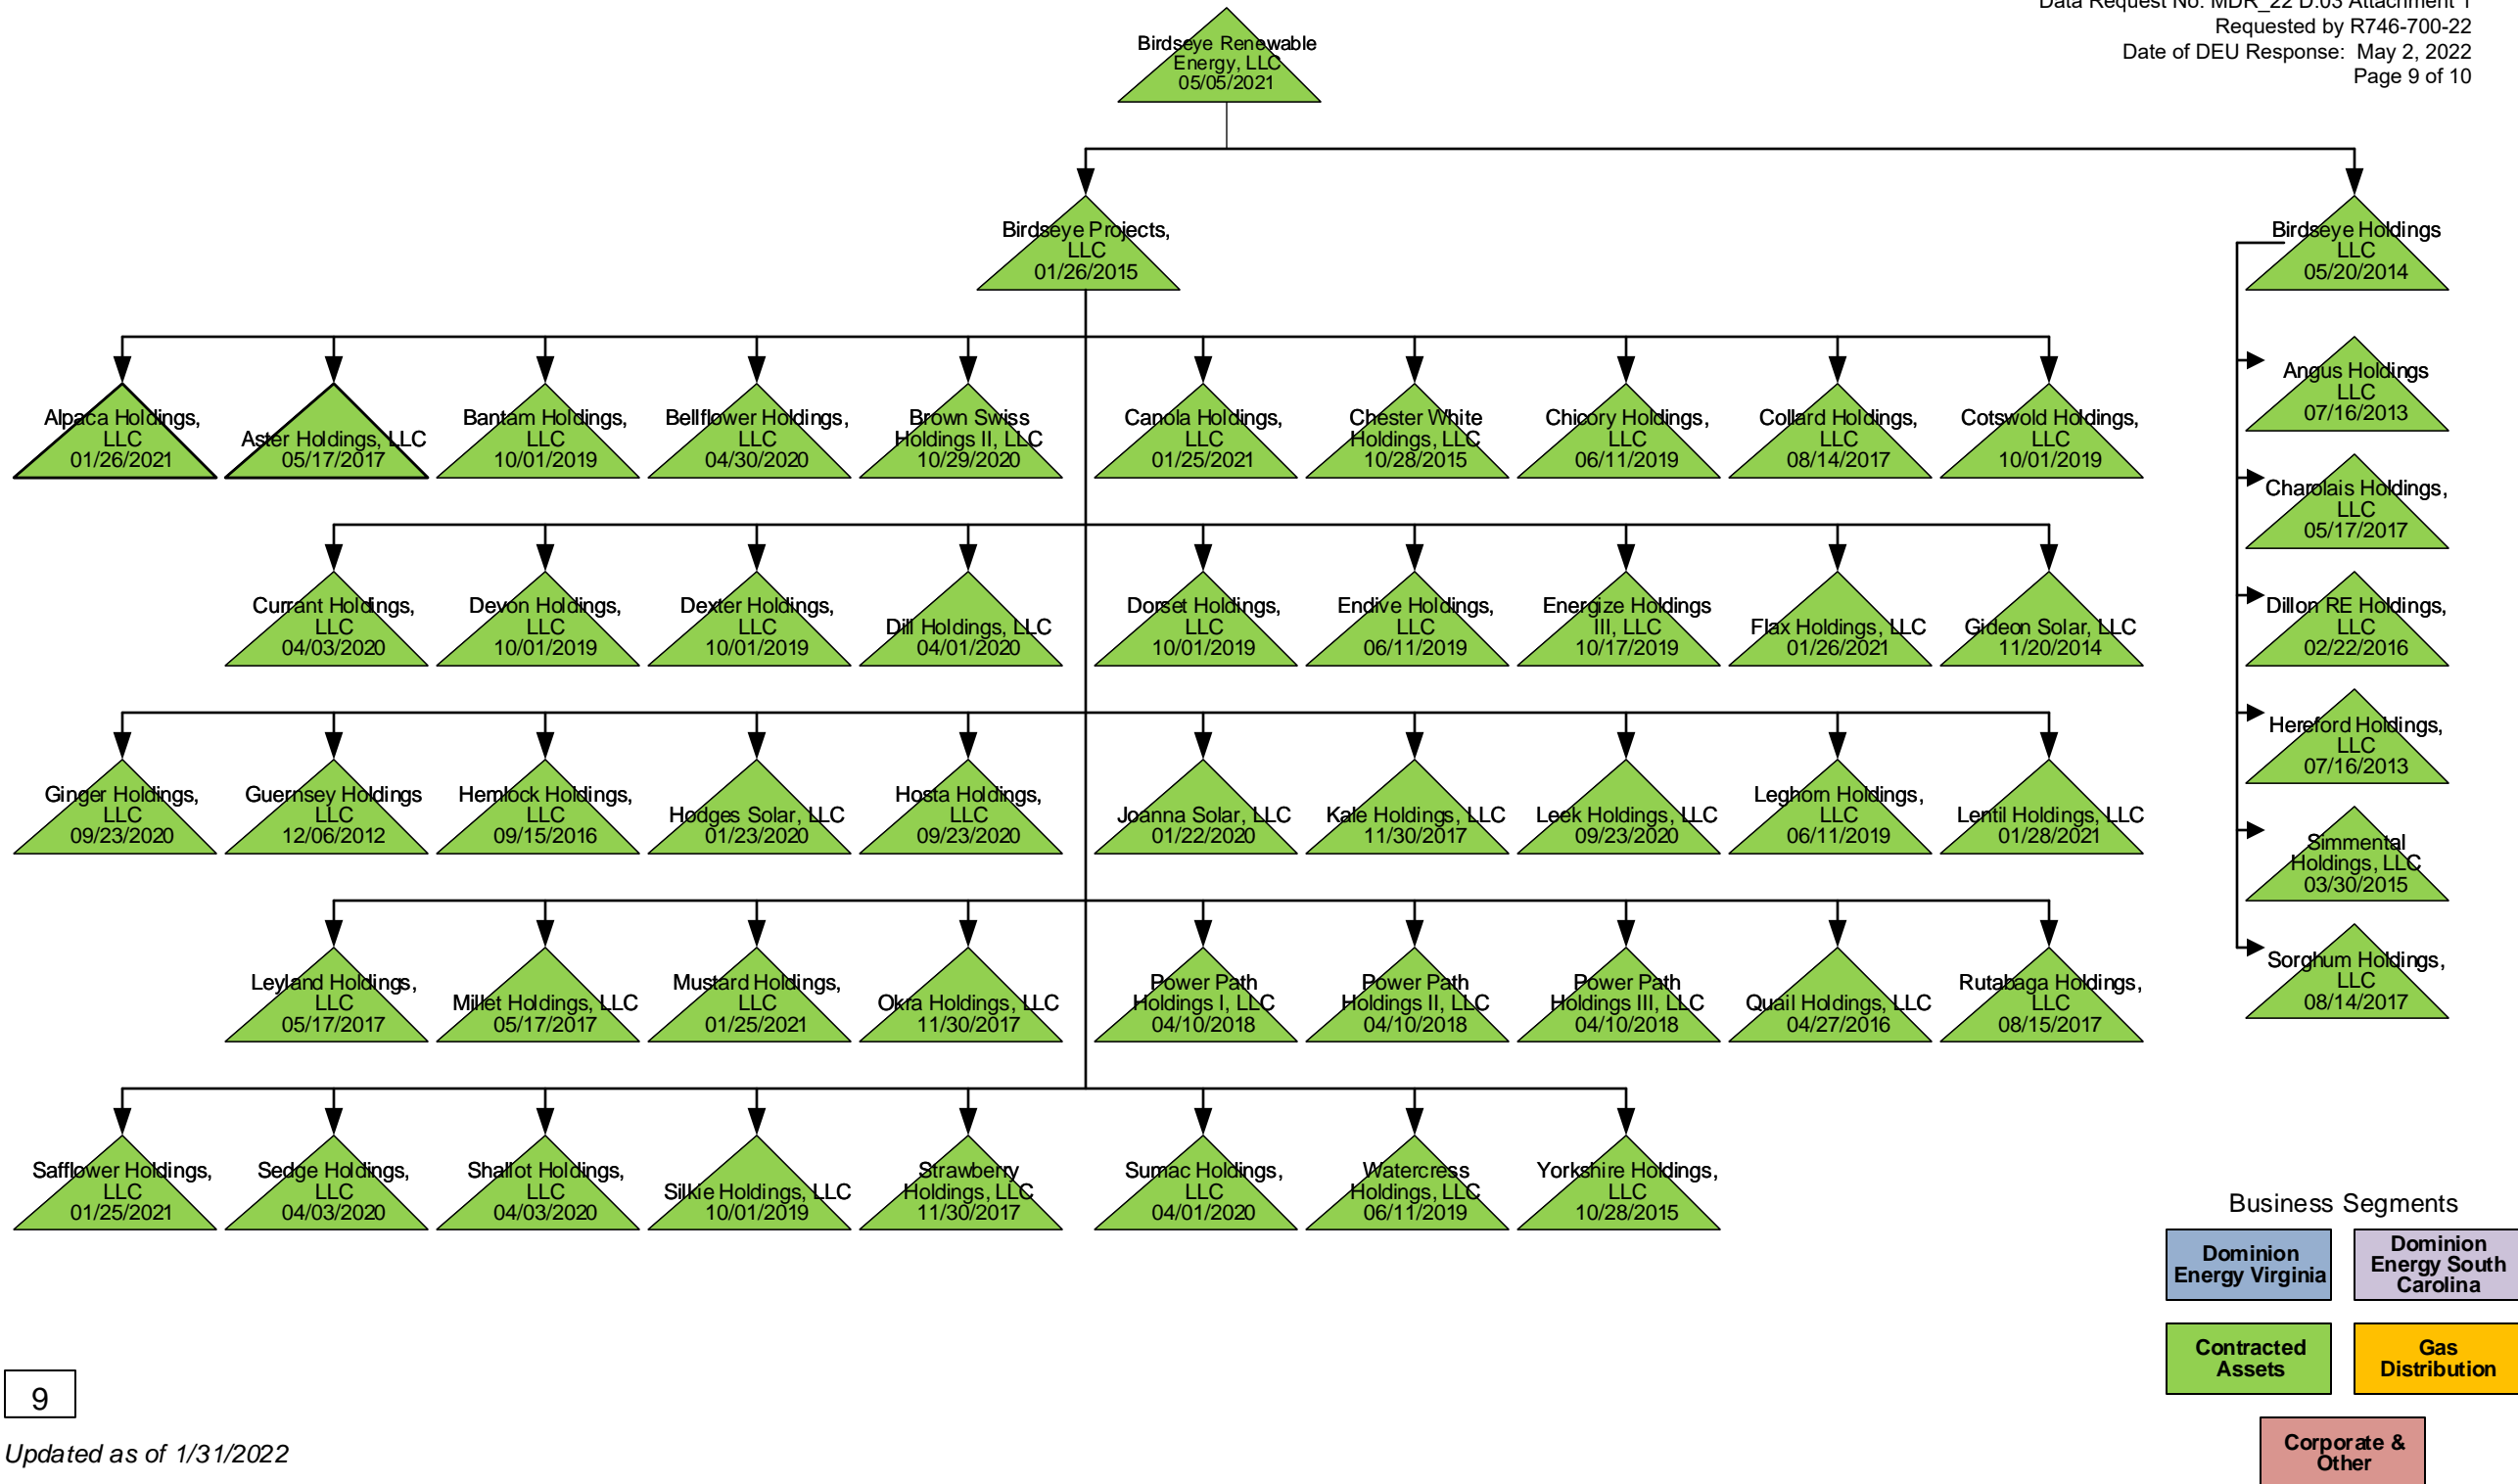 Data Request No. MDR_22 D.03 Attachment 1
Requested by R746-700-22
Date of DEU Response: May 2, 2022
Page 9 of 10
Birdseye Renewable
Energy, LLC
05/05/2021
Birdseye Projects,
LLC
01/26/2015
Birdseye Holdings
LLC
05/20/2014
Alpaca Holdings,
LLC
01/26/2021
Aster Holdings, LLC
05/17/2017
Bantam Holdings,
LLC
10/01/2019
Bellflower Holdings,
LLC
04/30/2020
Brown Swiss
Holdings II, LLC
10/29/2020
Canola Holdings,
LLC
01/25/2021
Chester White
Holdings, LLC
10/28/2015
Chicory Holdings,
LLC
06/11/2019
Collard Holdings,
LLC
08/14/2017
Cotswold Holdings,
LLC
10/01/2019
Currant Holdings,
LLC
04/03/2020
Devon Holdings,
LLC
10/01/2019
Dexter Holdings,
LLC
10/01/2019
Dill Holdings, LLC
04/01/2020
Dorset Holdings,
LLC
10/01/2019
Endive Holdings,
LLC
06/11/2019
Energize Holdings
III, LLC
10/17/2019
Flax Holdings, LLC
01/26/2021
Gideon Solar, LLC
11/20/2014
Ginger Holdings,
LLC
09/23/2020
Guernsey Holdings
LLC
12/06/2012
Hemlock Holdings,
LLC
09/15/2016
Hodges Solar, LLC
01/23/2020
Hosta Holdings,
LLC
09/23/2020
Joanna Solar, LLC
01/22/2020
Kale Holdings, LLC
11/30/2017
Leek Holdings, LLC
09/23/2020
Leghorn Holdings,
LLC
06/11/2019
Lentil Holdings, LLC
01/28/2021
Leyland Holdings,
LLC
05/17/2017
Millet Holdings, LLC
05/17/2017
Mustard Holdings,
LLC
01/25/2021
Okra Holdings, LLC
11/30/2017
Power Path
Holdings I, LLC
04/10/2018
Power Path
Holdings II, LLC
04/10/2018
Power Path
Holdings III, LLC
04/10/2018
Quail Holdings, LLC
04/27/2016
Rutabaga Holdings,
LLC
08/15/2017
Safflower Holdings,
LLC
01/25/2021
Sedge Holdings,
LLC
04/03/2020
Shallot Holdings,
LLC
04/03/2020
Silkie Holdings, LLC
10/01/2019
Strawberry
Holdings, LLC
11/30/2017
Sumac Holdings,
LLC
04/01/2020
Watercress
Holdings, LLC
06/11/2019
Yorkshire Holdings,
LLC
10/28/2015
Angus Holdings
LLC
07/16/2013
Charolais Holdings,
LLC
05/17/2017
Dillon RE Holdings,
LLC
02/22/2016
Hereford Holdings,
LLC
07/16/2013
Simmental
Holdings, LLC
03/30/2015
Sorghum Holdings,
LLC
08/14/2017
Business Segments
Dominion
Energy Virginia
Dominion
Energy South
Carolina
Contracted
Assets
Gas
Distribution
Corporate &
Other
9
Updated as of 1/31/2022